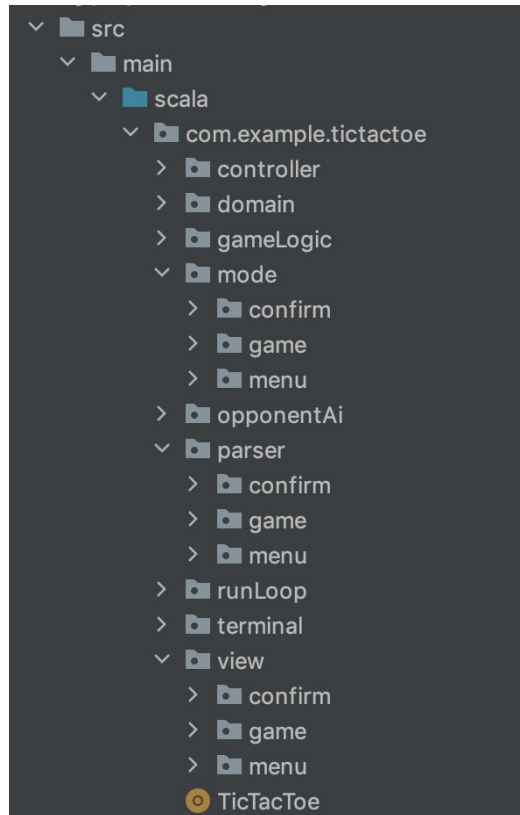 src
main
scala
com.example.tictactoe
controller
domain
gameLogic
mode
confirm
game
menu
opponentAi
parser
confirm
game
menu
runLoop
terminal
view
confirm
game
menu
TicTacToe